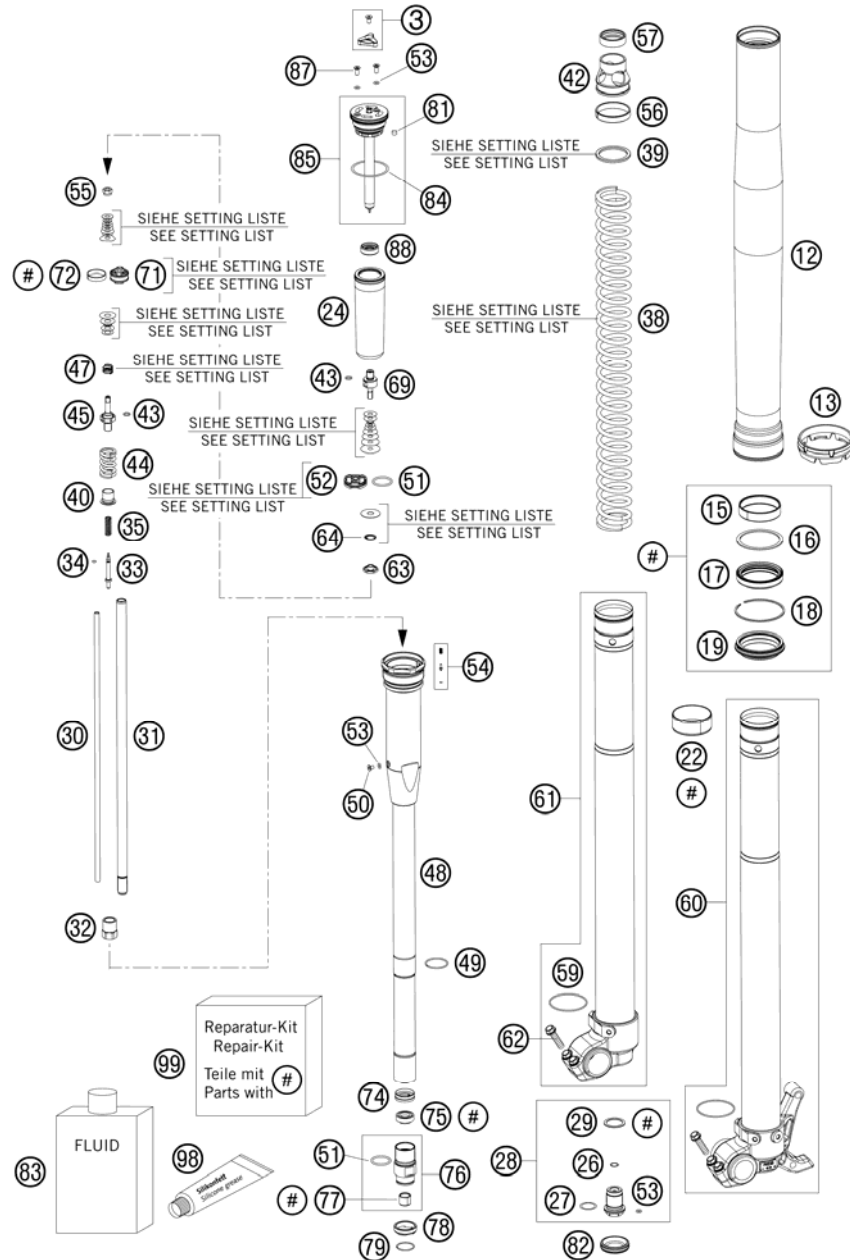 3
87
53
57
42
81
56
SIEHE SETTING LISTE
SEE SETTING LIST
39
85
84
55
SIEHE SETTING LISTE
SEE SETTING LIST
88
12
#
72
71
SIEHE SETTING LISTE
SEE SETTING LIST
24
SIEHE SETTING LISTE
SEE SETTING LIST
38
SIEHE SETTING LISTE
SEE SETTING LIST
47
SIEHE SETTING LISTE
SEE SETTING LIST
43
69
45
43
13
SIEHE SETTING LISTE
SEE SETTING LIST
44
52
51
SIEHE SETTING LISTE
SEE SETTING LIST
40
15
35
SIEHE SETTING LISTE
SEE SETTING LIST
64
16
#
34
33
63
17
18
19
54
30
31
53
22
#
50
61
48
60
32
49
59
62
Reparatur-Kit
Repair-Kit
Teile mit
Parts with
#
99
74
75
#
29
#
FLUID
83
98
Silikonfett
Silicone grease
51
76
28
26
27
53
#
77
78
79
82